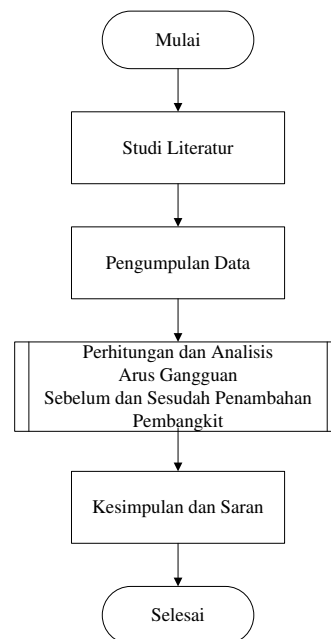 Mulai
Studi Literatur
Pengumpulan Data
Perhitungan dan Analisis
Arus Gangguan
Sebelum dan Sesudah Penambahan
Pembangkit
Kesimpulan dan Saran
Selesai